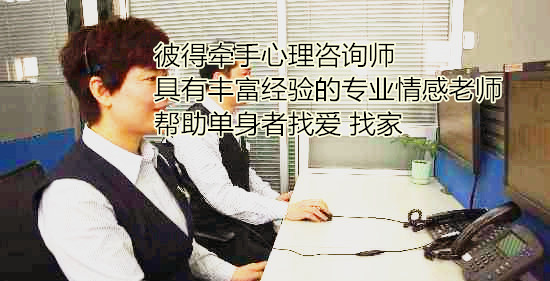 彼得牵手心理咨询师
具有丰富经验的专业情感老师
帮助单身者找爱 找家